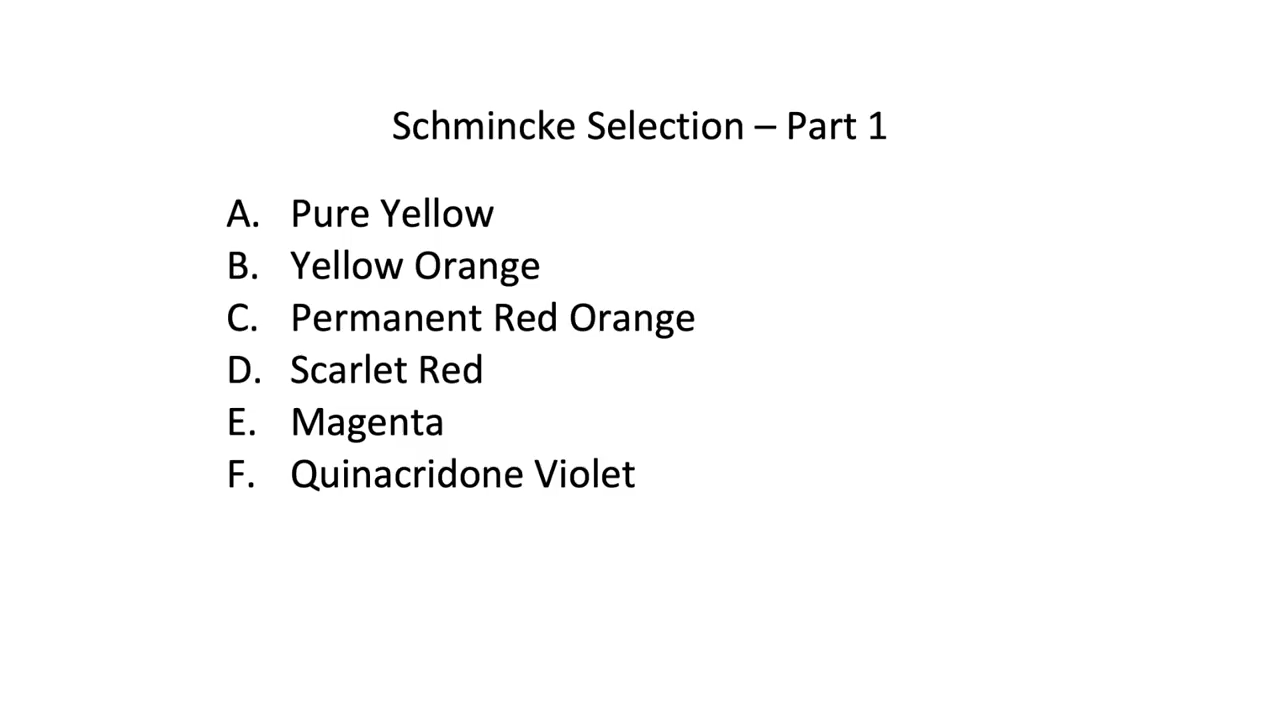 Schmincke Selection – Part 1
A. Pure Yellow
B. Yellow Orange
C. Permanent Red Orange
D. Scarlet Red
E. Magenta
F. Quinacridone Violet